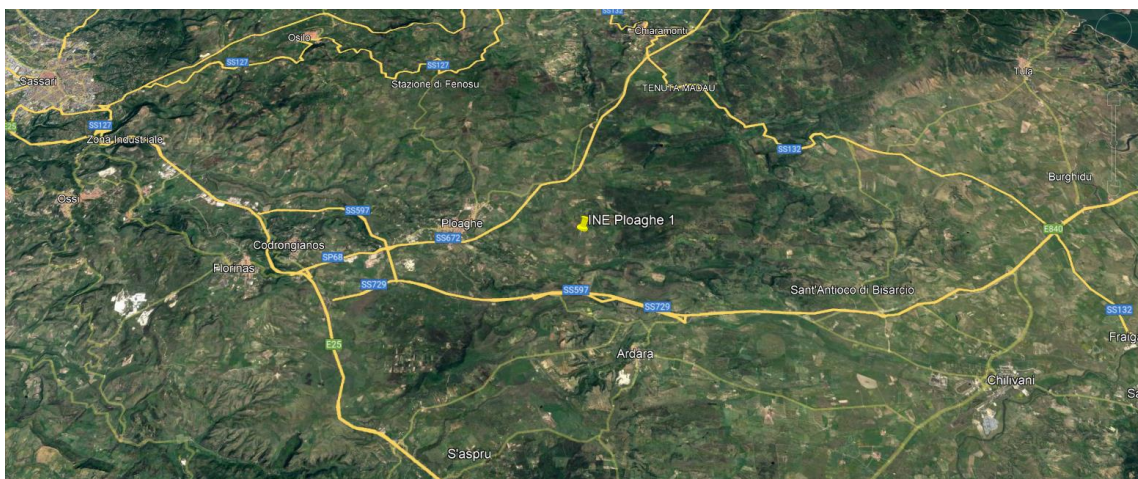 SS132
Chiaramonti
Osilo
SS127
SS127
Stazione di Fenosu
Sassari
TENUTA MADAU
Tula
SS127
Zona Industriale
SS132
Burghidu
Ossi
SS597
Ploaghe
INE Ploaghe 1
E840
SS672
Codrongianos
SP68
Florinas
SS729
SS597
Sant'Antioco di Bisarcio
SS729
SS132
E25
Ardara
Chilivani
S'aspru